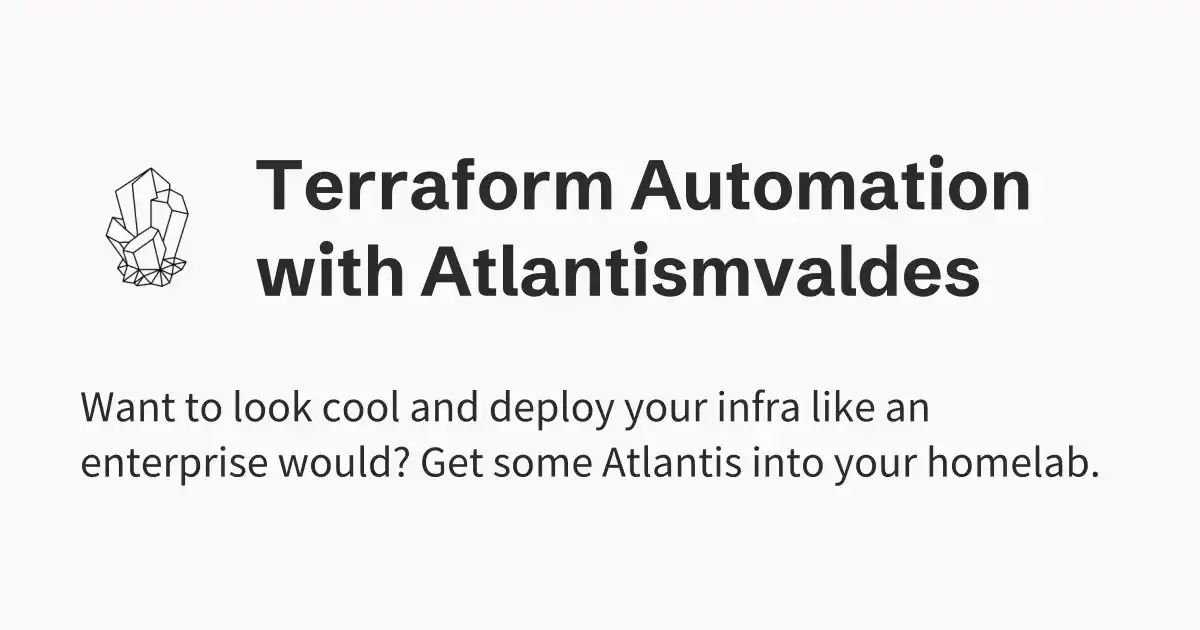 Terraform Automation
with Atlantismvaldes
Want to look cool and deploy your infra like an
enterprise would? Get some Atlantis into your homelab.